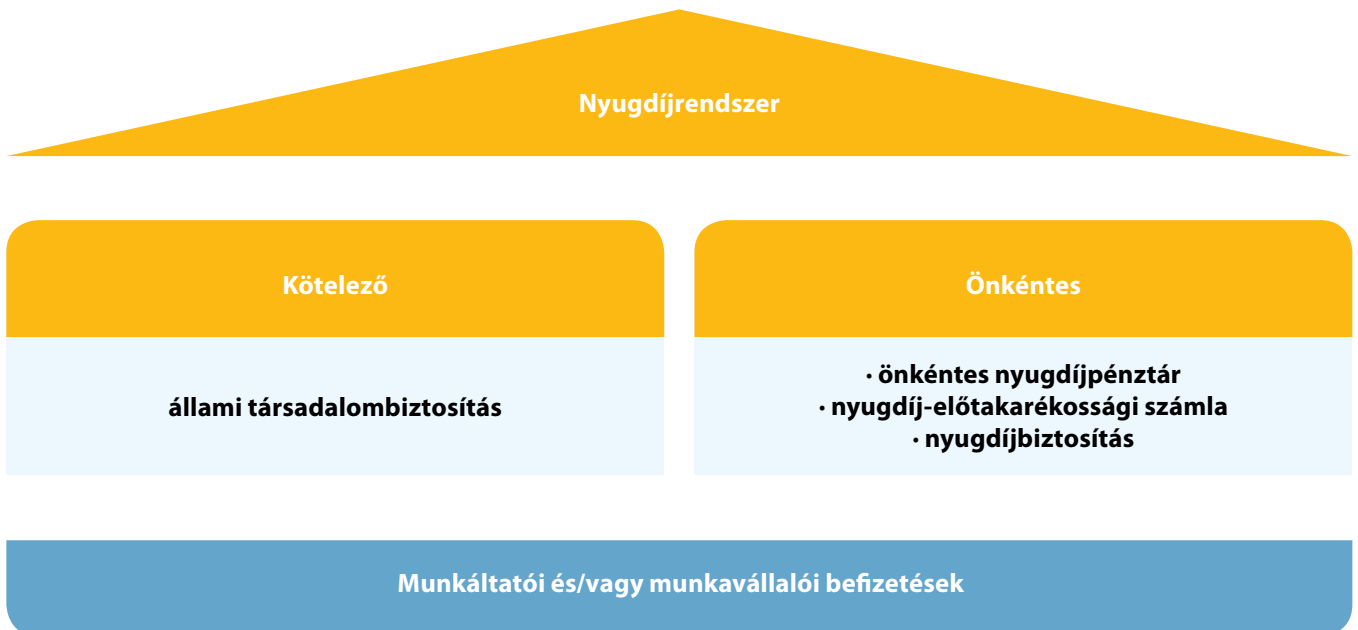 Nyugdíjrendszer
Kötelező
állami társadalombiztosítás
Önkéntes
· önkéntes nyugdíjpénztár
· nyugdíj-előtakarékossági számla
· nyugdíjbiztosítás
Munkáltatói és/vagy munkavállalói befizetések